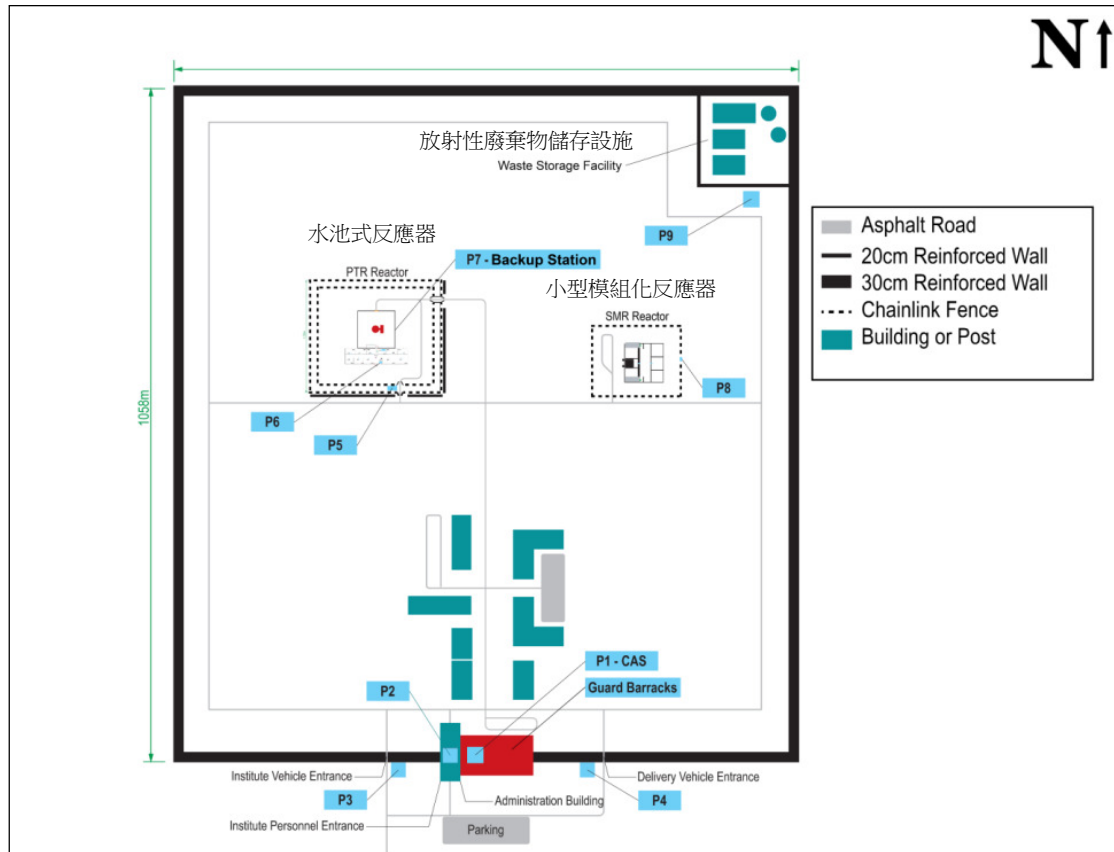 N↑
放射性廢棄物儲存設施
Waste Storage Facility
P9
水池式反應器
PTR Reactor
P7 - Backup Station
小型模組化反應器
SMR Reactor
P8
P6
P5
1058m
Asphalt Road
20cm Reinforced Wall
30cm Reinforced Wall
Chainlink Fence
Building or Post
P1 - CAS
P2
Guard Barracks
Institute Vehicle Entrance
Delivery Vehicle Entrance
P3
Administration Building
P4
Institute Personnel Entrance
Parking